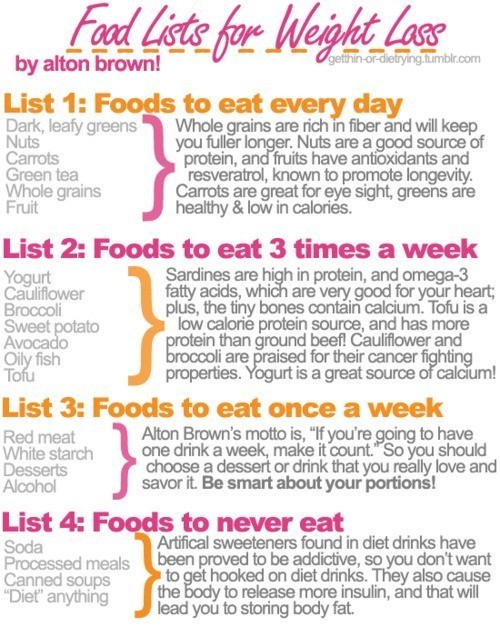 Food Lists for Weight Loss
by alton brown!
getthin-or-dietrying.tumblr.com
List 1: Foods to eat every day
Dark, leafy greens
Nuts
Carrots
Green tea
Whole grains
Fruit
Whole grains are rich in fiber and will keep
you fuller longer. Nuts are a good source of
protein, and fruits have antioxidants and
resveratrol, known to promote longevity.
Carrots are great for eye sight, greens are
healthy & low in calories.
List 2: Foods to eat 3 times a week
Yogurt
Cauliflower
Broccoli
Sweet potato
Avocado
Oily fish
Tofu
Sardines are high in protein, and omega-3
fatty acids, which are very good for your heart;
plus, the tiny bones contain calcium. Tofu is a
low calorie protein source, and has more
protein than ground beef! Cauliflower and
broccoli are praised for their cancer fighting
properties. Yogurt is a great source of calcium!
List 3: Foods to eat once a week
Red meat
White starch
Desserts
Alcohol
Alton Brown's motto is, “If you're going to have
one drink a week, make it count.” So you should
choose a dessert or drink that you really love and
savor it. Be smart about your portions!
List 4: Foods to never eat
Soda
Processed meals
Canned soups
“Diet” anything
Artifical sweeteners found in diet drinks have
been proved to be addictive, so you don't want
to get hooked on diet drinks. They also cause
the body to release more insulin, and that will
lead you to storing body fat.